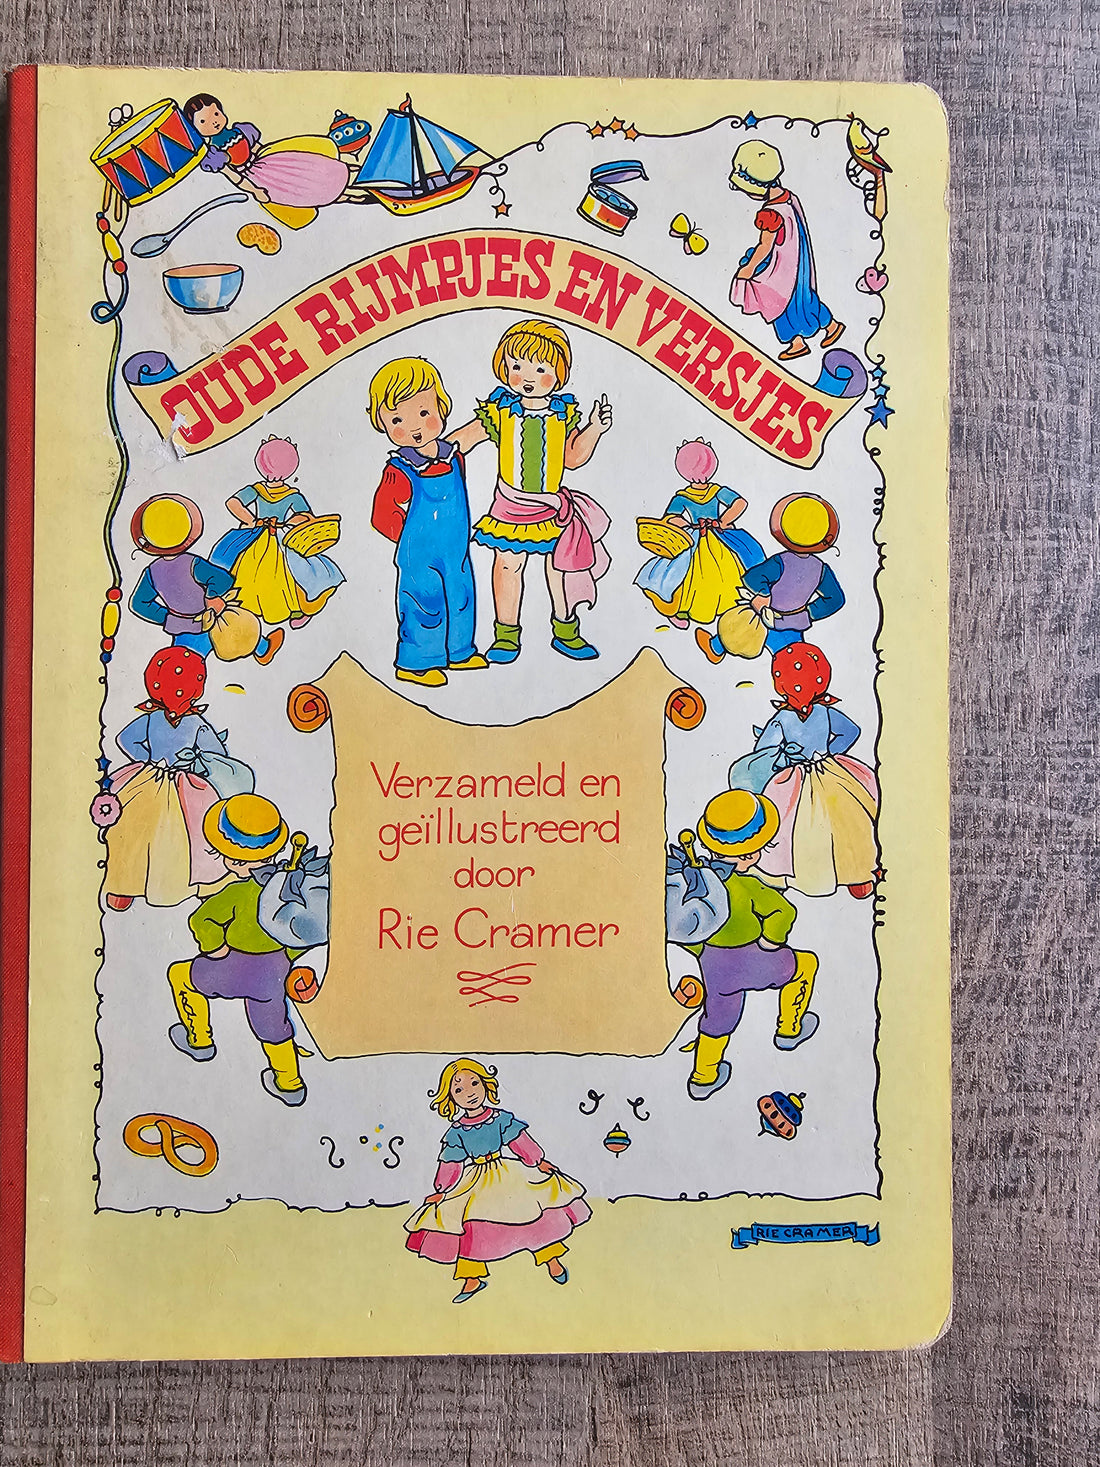 OUDE RIJMPJES EN VERSJES
Verzameld en
geïllustreerd
door
Rie Cramer
RIE CRAMER